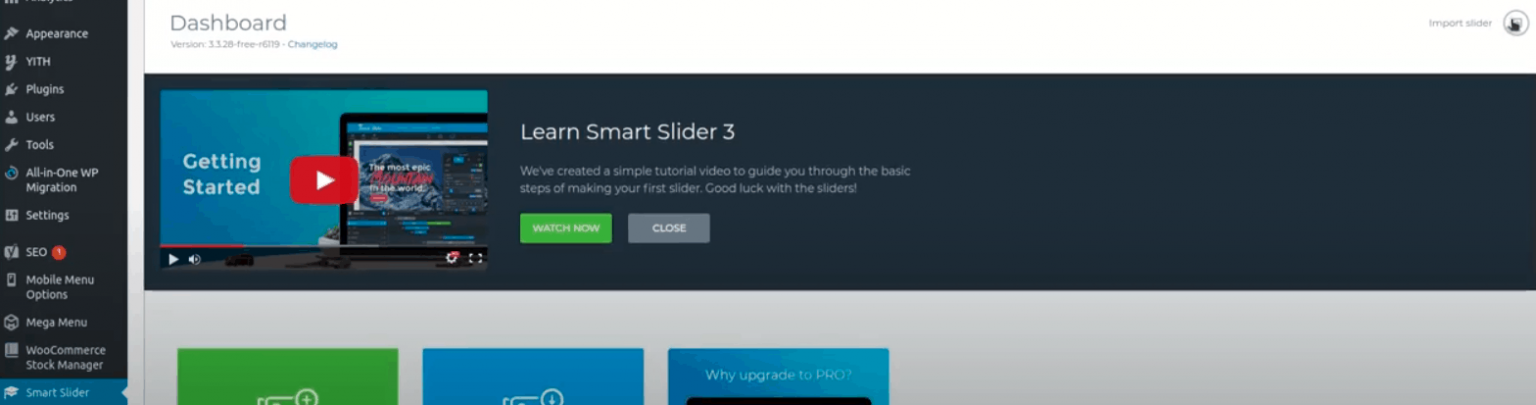 Analytics
Appearance
YITH
Plugins
Users
Tools
All-in-One WP
Migration
Settings
SEO 1
Mobile Menu
Options
Mega Menu
WooCommerce
Stock Manager
Smart Slider
Dashboard
Version: 3.3.28-free-r6119 - Changelog
Import slider
Getting
Started
The most epic
MOUNTAIN
in the world.
Learn Smart Slider 3
We've created a simple tutorial video to guide you through the basic
steps of making your first slider. Good luck with the sliders!
WATCH NOW
CLOSE
Why upgrade to PRO?